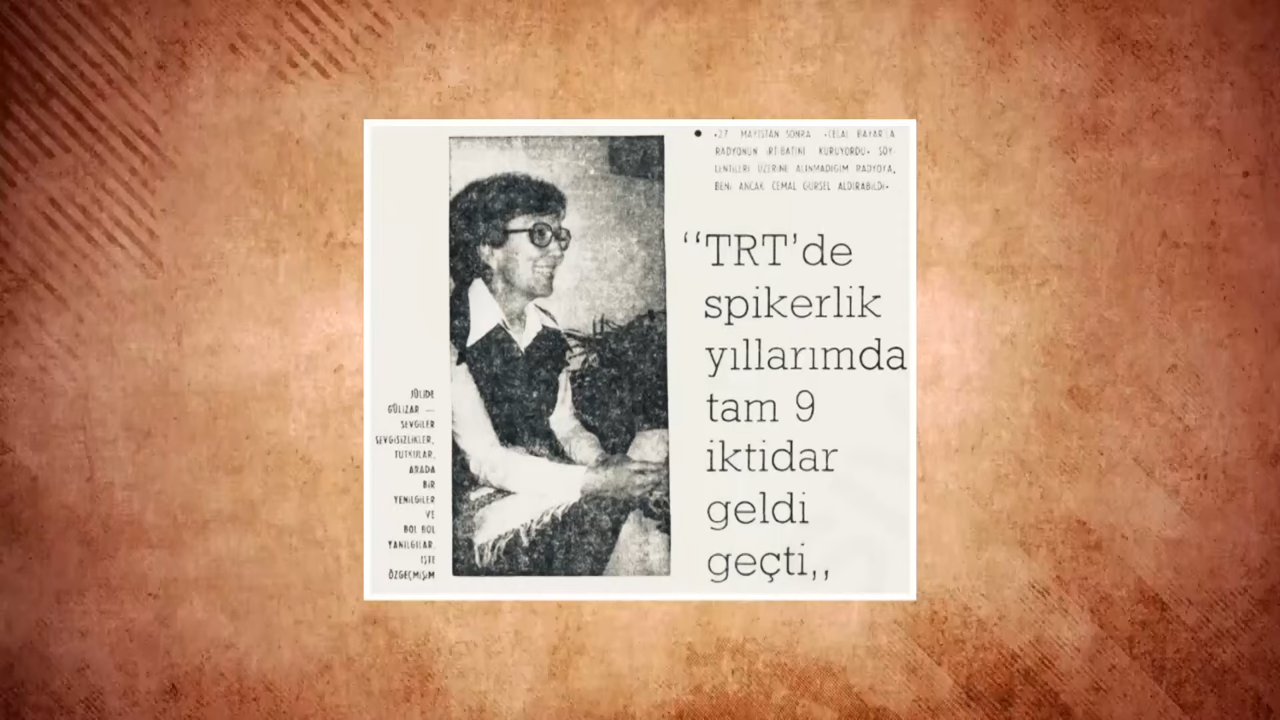 JÜLİDE
GÜLİZAR —
SEVGİLER
SEVGİSİZLİKLER,
TUTKULAR,
ARADA
BİR
YENİLGİLER
VE
BOL BOL
YANILGILAR.
İŞTE
ÖZGEÇMİŞİM
• «27 MAYISTAN SONRA «CELAL BAYAR'LA
RADYONUN İRTİBATINI KURUYORDU» SÖY-
LENTİLERİ ÜZERİNE ALINMADIĞIM RADYOYA,
BENİ ANCAK CEMAL GÜRSEL ALDIRABİLDİ»
“TRT'de
spikerlik
yıllarımda
tam 9
iktidar
geldi
geçti,,